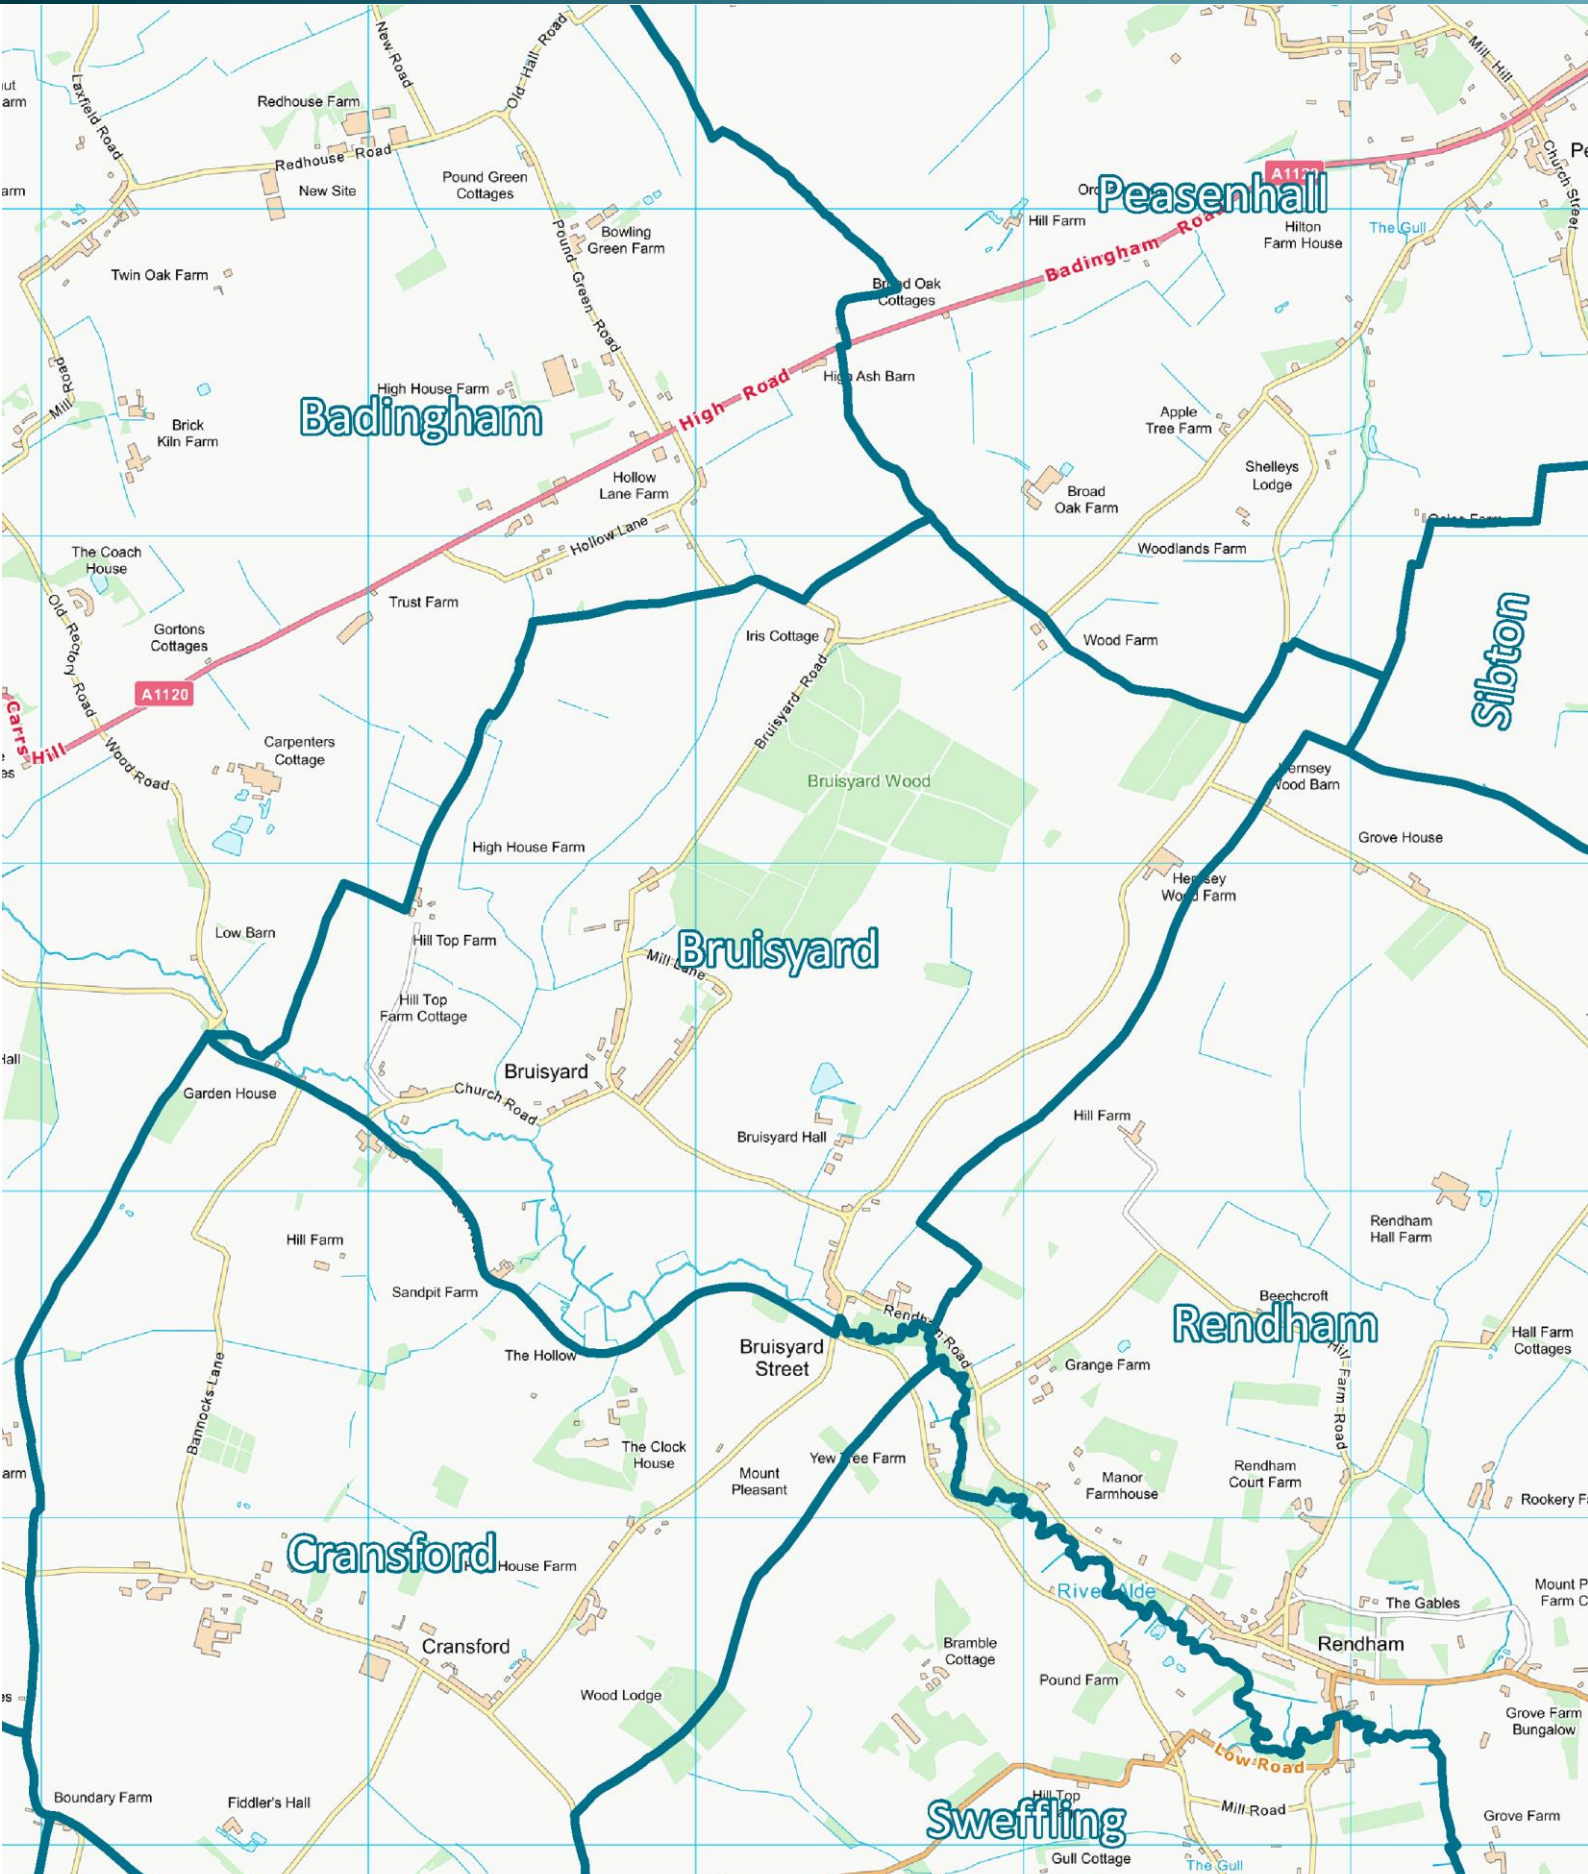 New Road
Old Hall Road
Mill Hill
Laxfield Road
Redhouse Farm
Redhouse Road
New Site
Pound Green
Cottages
A1120
Church Street
Peasenhall
Hill Farm
Hilton
Farm House
The Gull
Badingham Road
Bowling
Green Farm
Pound Green Road
Twin Oak Farm
Cottages
Mill Road
High House Farm
Badingham
High Road
Brick
Kiln Farm
Apple
Tree Farm
Hollow
Lane Farm
Broad
Oak Farm
Shelleys
Lodge
Hollow Lane
Woodlands Farm
The Coach
House
Trust Farm
Old Rectory Road
Gortons
Cottages
Iris Cottage
Wood Farm
Sibton
A1120
Carrs Hill
Wood Road
Carpenters
Cottage
Bruisyard Road
Bruisyard Wood
Wood Barn
High House Farm
Grove House
Wood Farm
Low Barn
Hill Top Farm
Mill Lane
Bruisyard
Hill Top
Farm Cottage
Bruisyard
Garden House
Church Road
Bruisyard Hall
Hill Farm
Hill Farm
Rendham
Hall Farm
Sandpit Farm
Beechcroft
Rendham Road
Rendham
Hall Farm
Cottages
The Hollow
Bruisyard
Street
Grange Farm
Hill Farm Road
Bannocks Lane
The Clock
House
Mount
Pleasant
Yew Tree Farm
Manor
Farmhouse
Rendham
Court Farm
Cransford
House Farm
River Alde
The Gables
Cransford
Bramble
Cottage
Rendham
Pound Farm
Wood Lodge
Grove Farm
Bungalow
Low Road
Boundary Farm
Fiddler's Hall
Hill Top
Mill Road
Sweffling
Grove Farm
Gull Cottage
The Gull